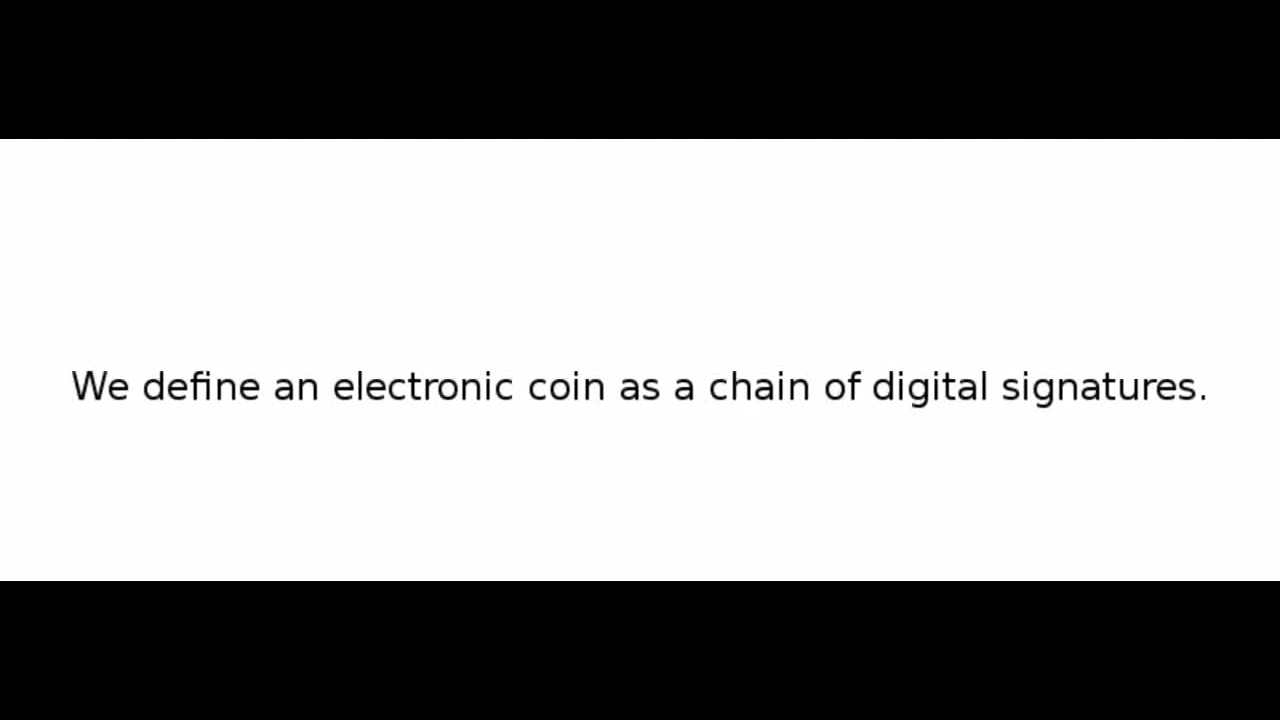 We define an electronic coin as a chain of digital signatures.